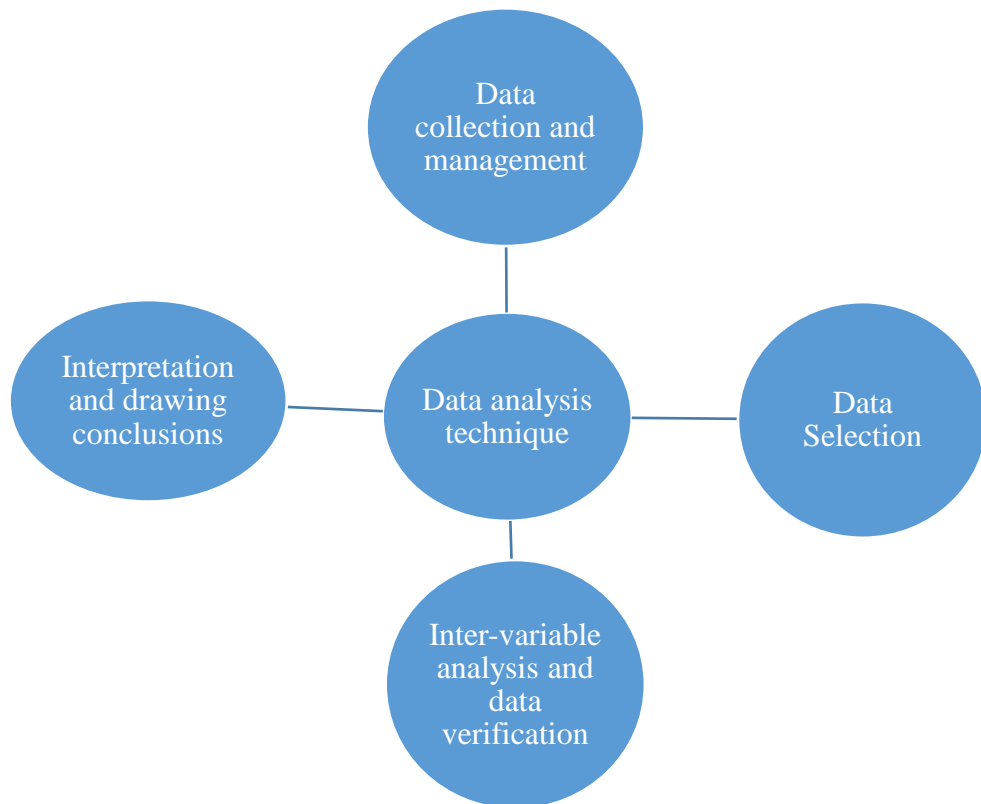 Data
collection and
management
Interpretation
and drawing
conclusions
Data analysis
technique
Data
Selection
Inter-variable
analysis and
data
verification